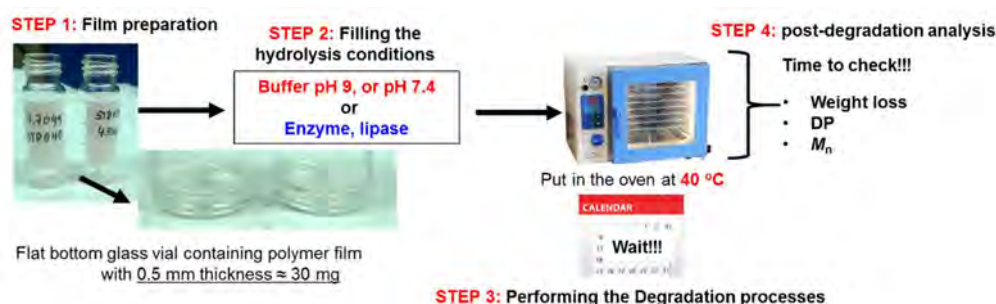 STEP 1: Film preparation
STEP 2: Filling the
hydrolysis conditions
Buffer pH 9, or pH 7.4
or
Enzyme, lipase
STEP 4: post-degradation analysis
Time to check!!!
• Weight loss
• DP
• Mn
Put in the oven at 40 °C
CALENDAR
Wait!!!
Flat bottom glass vial containing polymer film
with 0.5 mm thickness ≈ 30 mg
STEP 3: Performing the Degradation processes